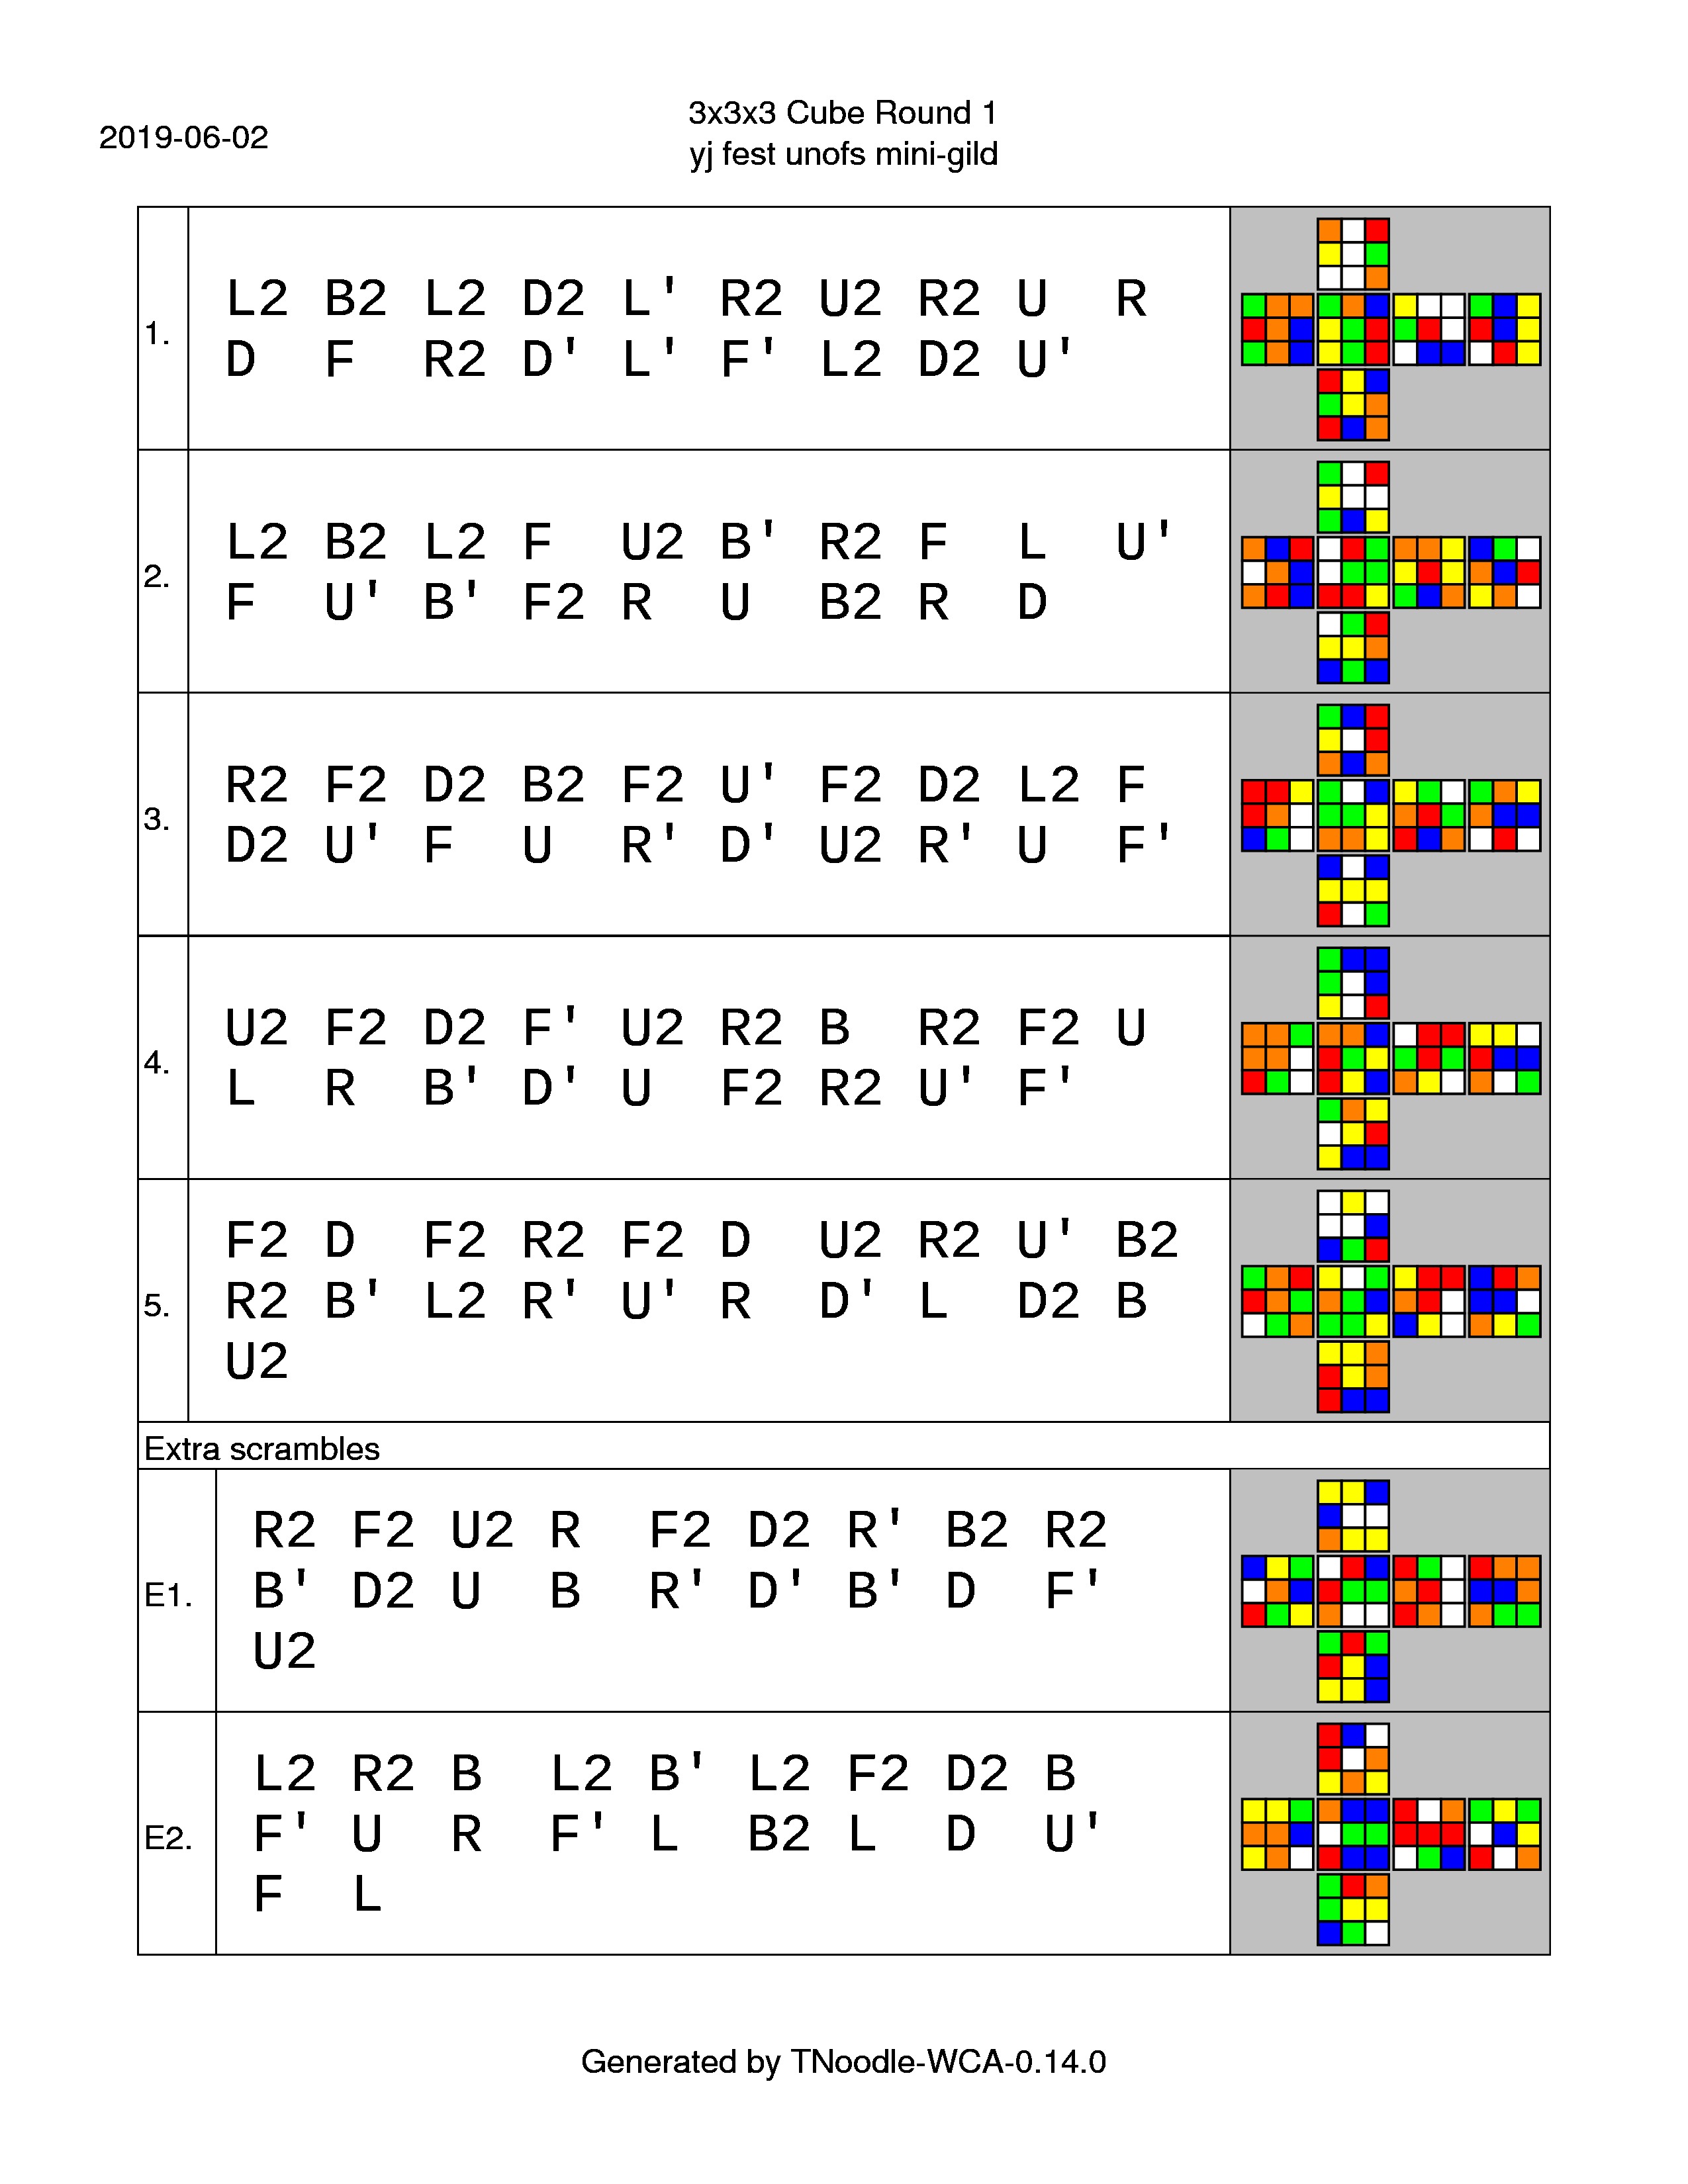 3x3x3 Cube Round 1
2019-06-02
yj fest unofs mini-gild
1.
L2 B2 L2 D2 L' R2 U2 R2 U R
D F R2 D' L' F' L2 D2 U'
2.
L2 B2 L2 F U2 B' R2 F L U'
F U' B' F2 R U B2 R D
3.
R2 F2 D2 B2 F2 U' F2 D2 L2 F
D2 U' F U R' D' U2 R' U F'
4.
U2 F2 D2 F' U2 R2 B R2 F2 U
L R B' D' U F2 R2 U' F'
5.
F2 D F2 R2 F2 D U2 R2 U' B2
R2 B' L2 R' U' R D' L D2 B
U2
Extra scrambles
E1.
R2 F2 U2 R F2 D2 R' B2 R2
B' D2 U B R' D' B' D F'
U2
E2.
L2 R2 B L2 B' L2 F2 D2 B
F' U R F' L B2 L D U'
F L
Generated by TNoodle-WCA-0.14.0